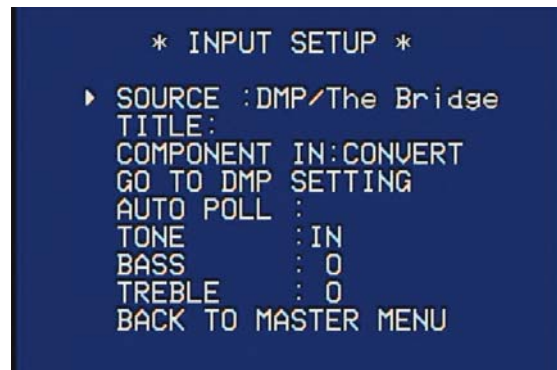 * INPUT SETUP *
SOURCE :DMP/The Bridge
TITLE:
COMPONENT IN:CONVERT
GO TO DMP SETTING
AUTO POLL :
TONE :IN
BASS : 0
TREBLE : 0
BACK TO MASTER MENU